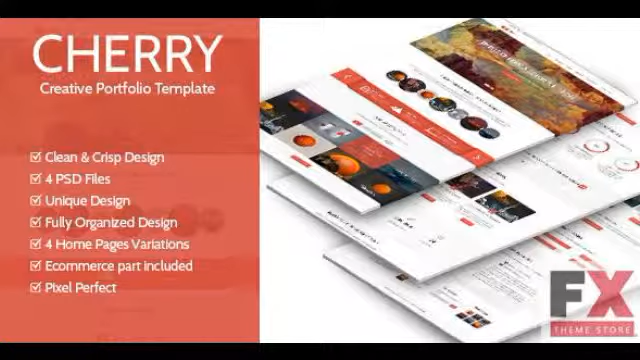 CHERRY
Creative Portfolio Template
Clean & Crisp Design
4 PSD Files
Unique Design
Fully Organized Design
4 Home Pages Variations
Ecommerce part included
Pixel Perfect
FX
THEME STORE